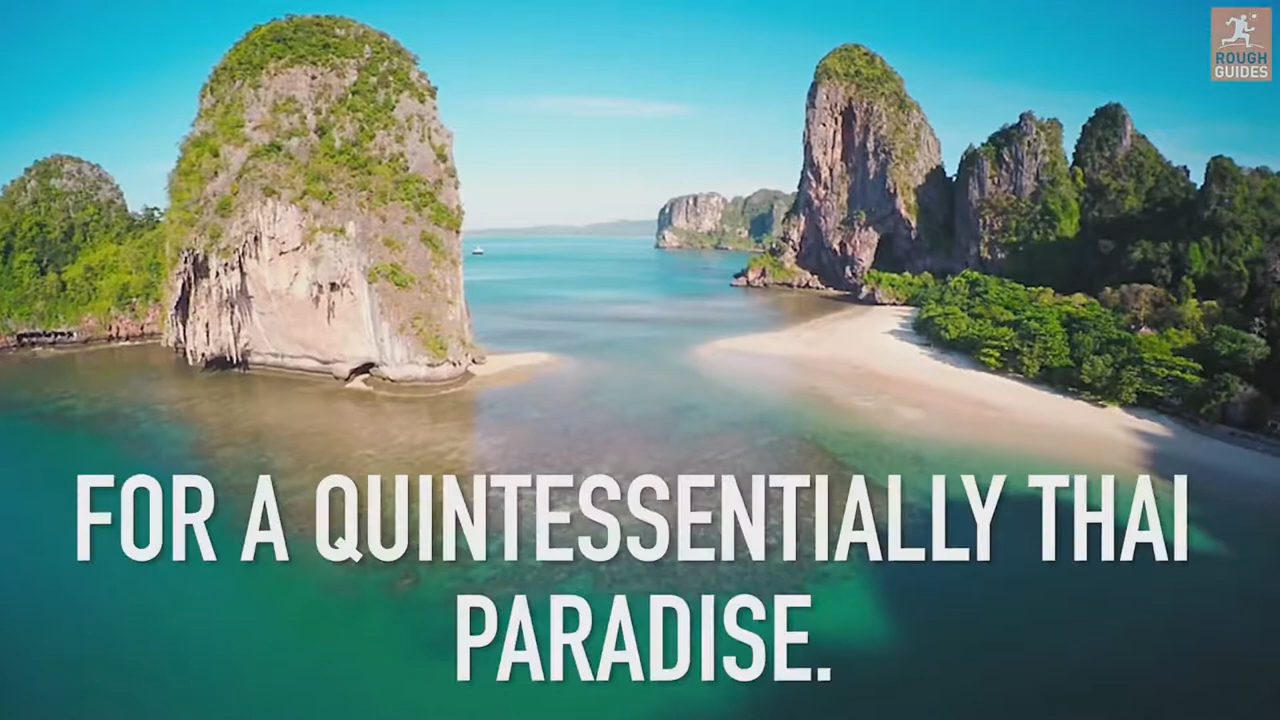 ROUGH
GUIDES
FOR A QUINTESSENTIALLY THAI
PARADISE.